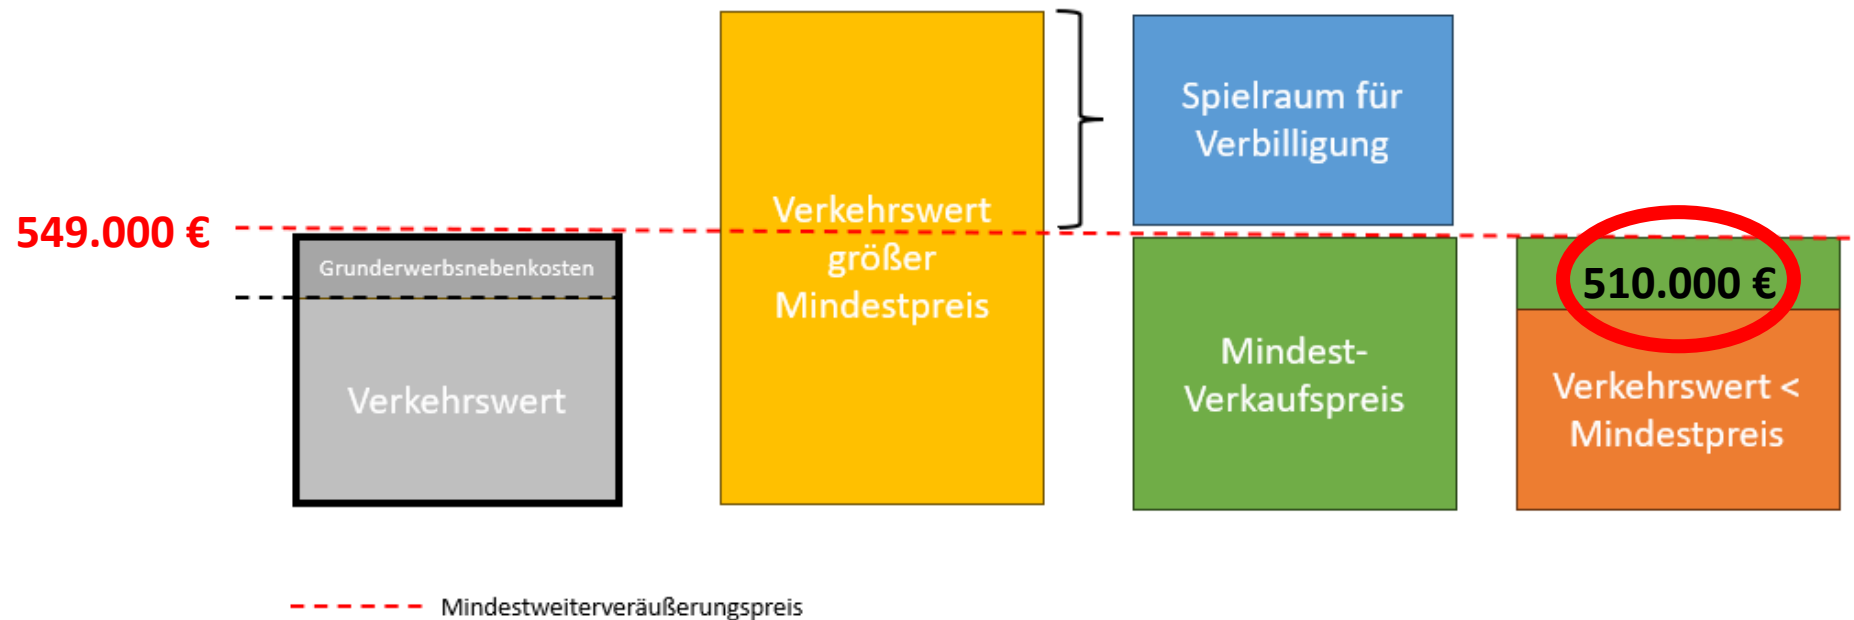 549.000 €
Grunderwerbsnebenkosten
Verkehrswert
Verkehrswert
größer
Mindestpreis
Spielraum für
Verbilligung
Mindest-
Verkaufspreis
510.000 €
Verkehrswert <
Mindestpreis
Mindestweiterveräußerungspreis